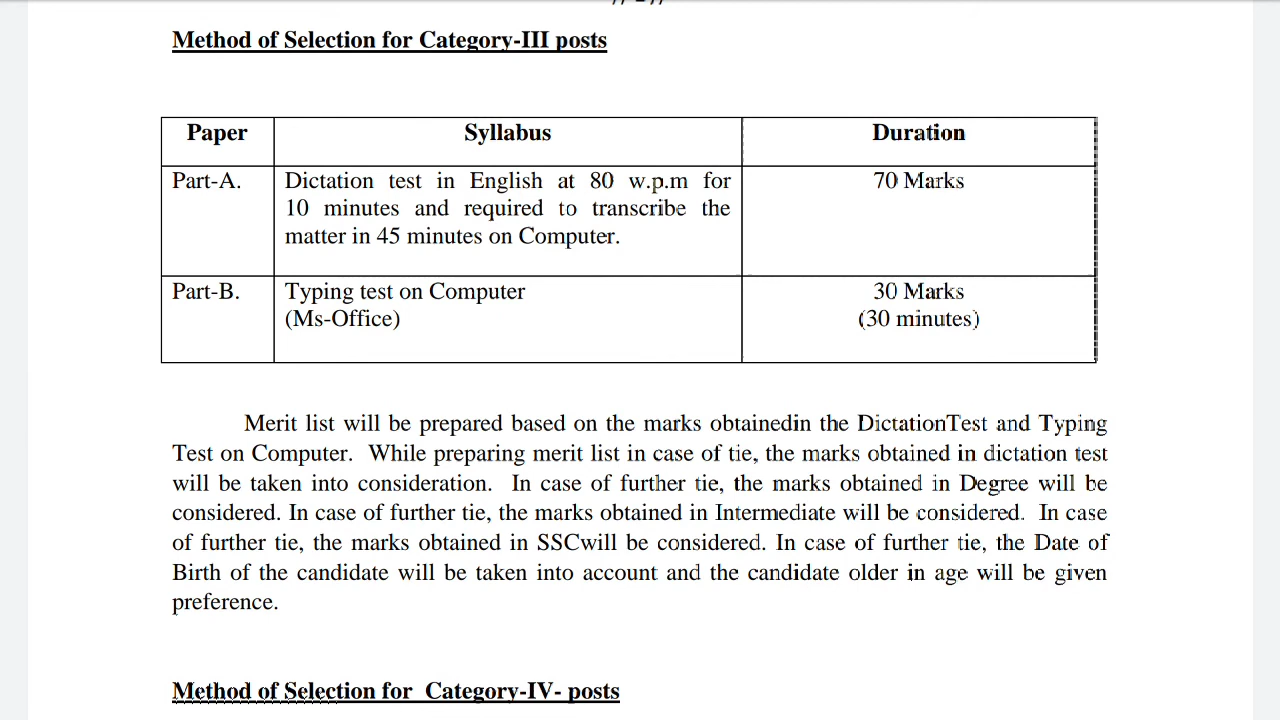 Method of Selection for Category-III posts
Paper Syllabus Duration
Part-A. Dictation test in English at 80 w.p.m for 70 Marks
10 minutes and required to transcribe the
matter in 45 minutes on Computer.
Part-B. Typing test on Computer 30 Marks
(Ms-Office) (30 minutes)
Merit list will be prepared based on the marks obtainedin the DictationTest and Typing
Test on Computer. While preparing merit list in case of tie, the marks obtained in dictation test
will be taken into consideration. In case of further tie, the marks obtained in Degree will be
considered. In case of further tie, the marks obtained in Intermediate will be considered. In case
of further tie, the marks obtained in SSCwill be considered. In case of further tie, the Date of
Birth of the candidate will be taken into account and the candidate older in age will be given
preference.
Method of Selection for Category-IV- posts